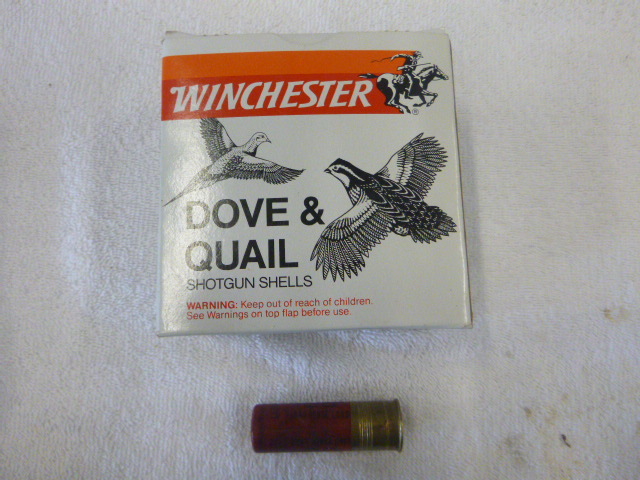 WINCHESTER
®
DOVE &
QUAIL
SHOTGUN SHELLS
WARNING: Keep out of reach of children.
See Warnings on top flap before use.